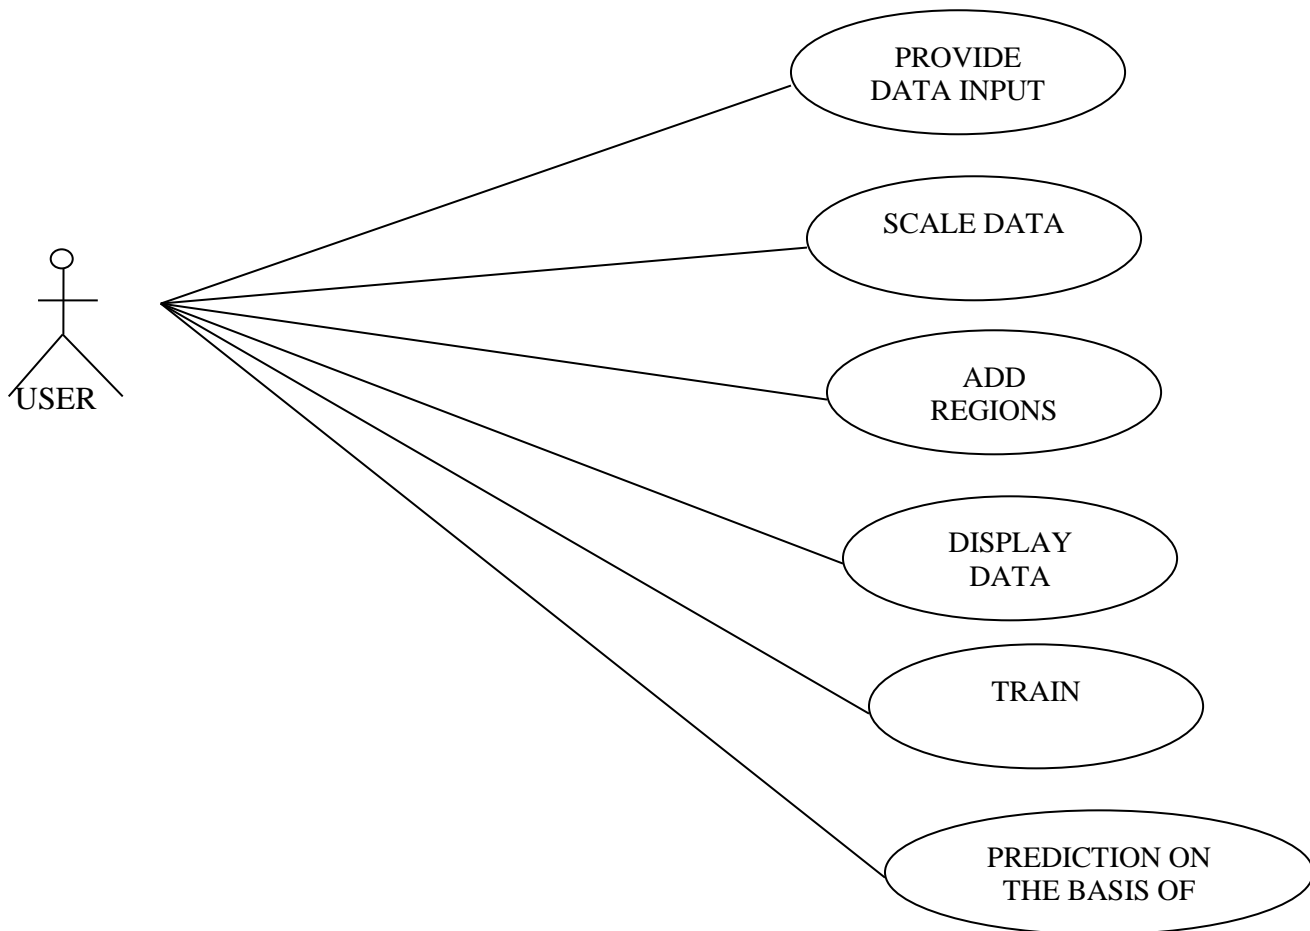 PROVIDE
DATA INPUT
SCALE DATA
USER
ADD
REGIONS
DISPLAY
DATA
TRAIN
PREDICTION ON
THE BASIS OF